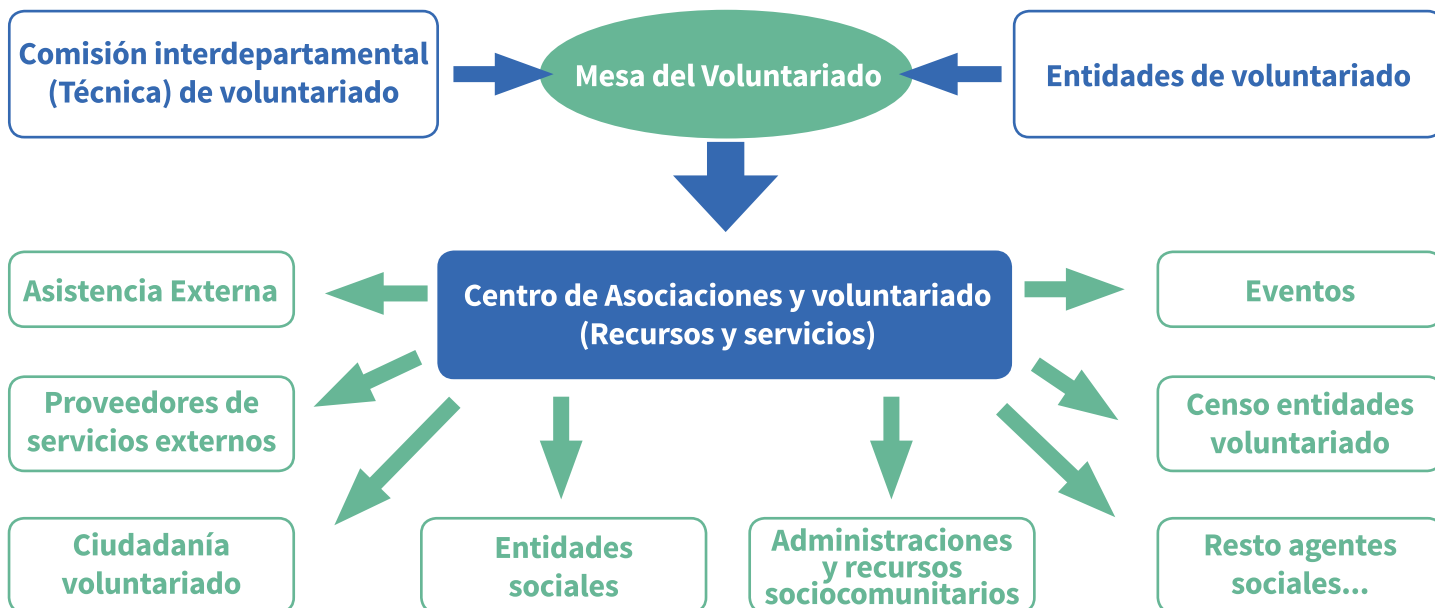 Comisión interdepartamental
(Técnica) de voluntariado
Mesa del Voluntariado
Entidades de voluntariado
Asistencia Externa
Centro de Asociaciones y voluntariado
(Recursos y servicios)
Eventos
Proveedores de
servicios externos
Censo entidades
voluntariado
Ciudadanía
voluntariado
Entidades
sociales
Administraciones
y recursos
sociocomunitarios
Resto agentes
sociales...